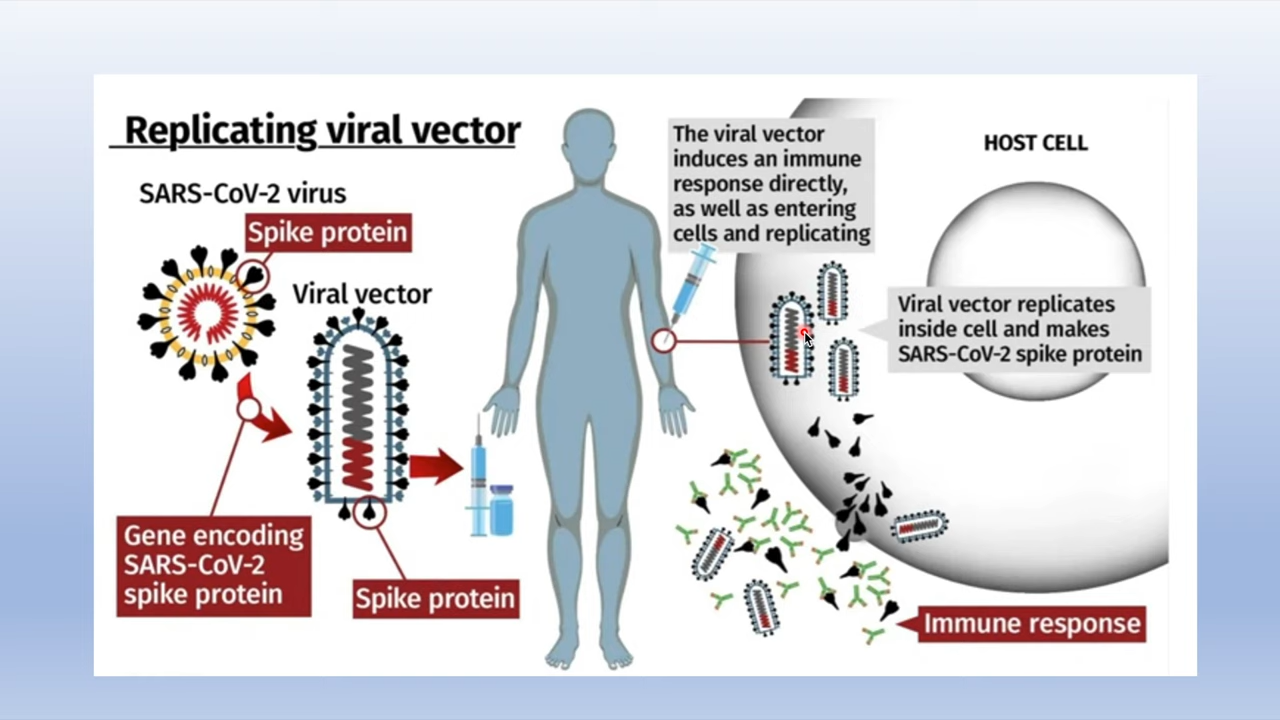 Replicating viral vector
SARS-CoV-2 virus
Spike protein
Viral vector
Gene encoding
SARS-CoV-2
spike protein
Spike protein
The viral vector
induces an immune
response directly,
as well as entering
cells and replicating
HOST CELL
Viral vector replicates
inside cell and makes
SARS-CoV-2 spike protein
Immune response